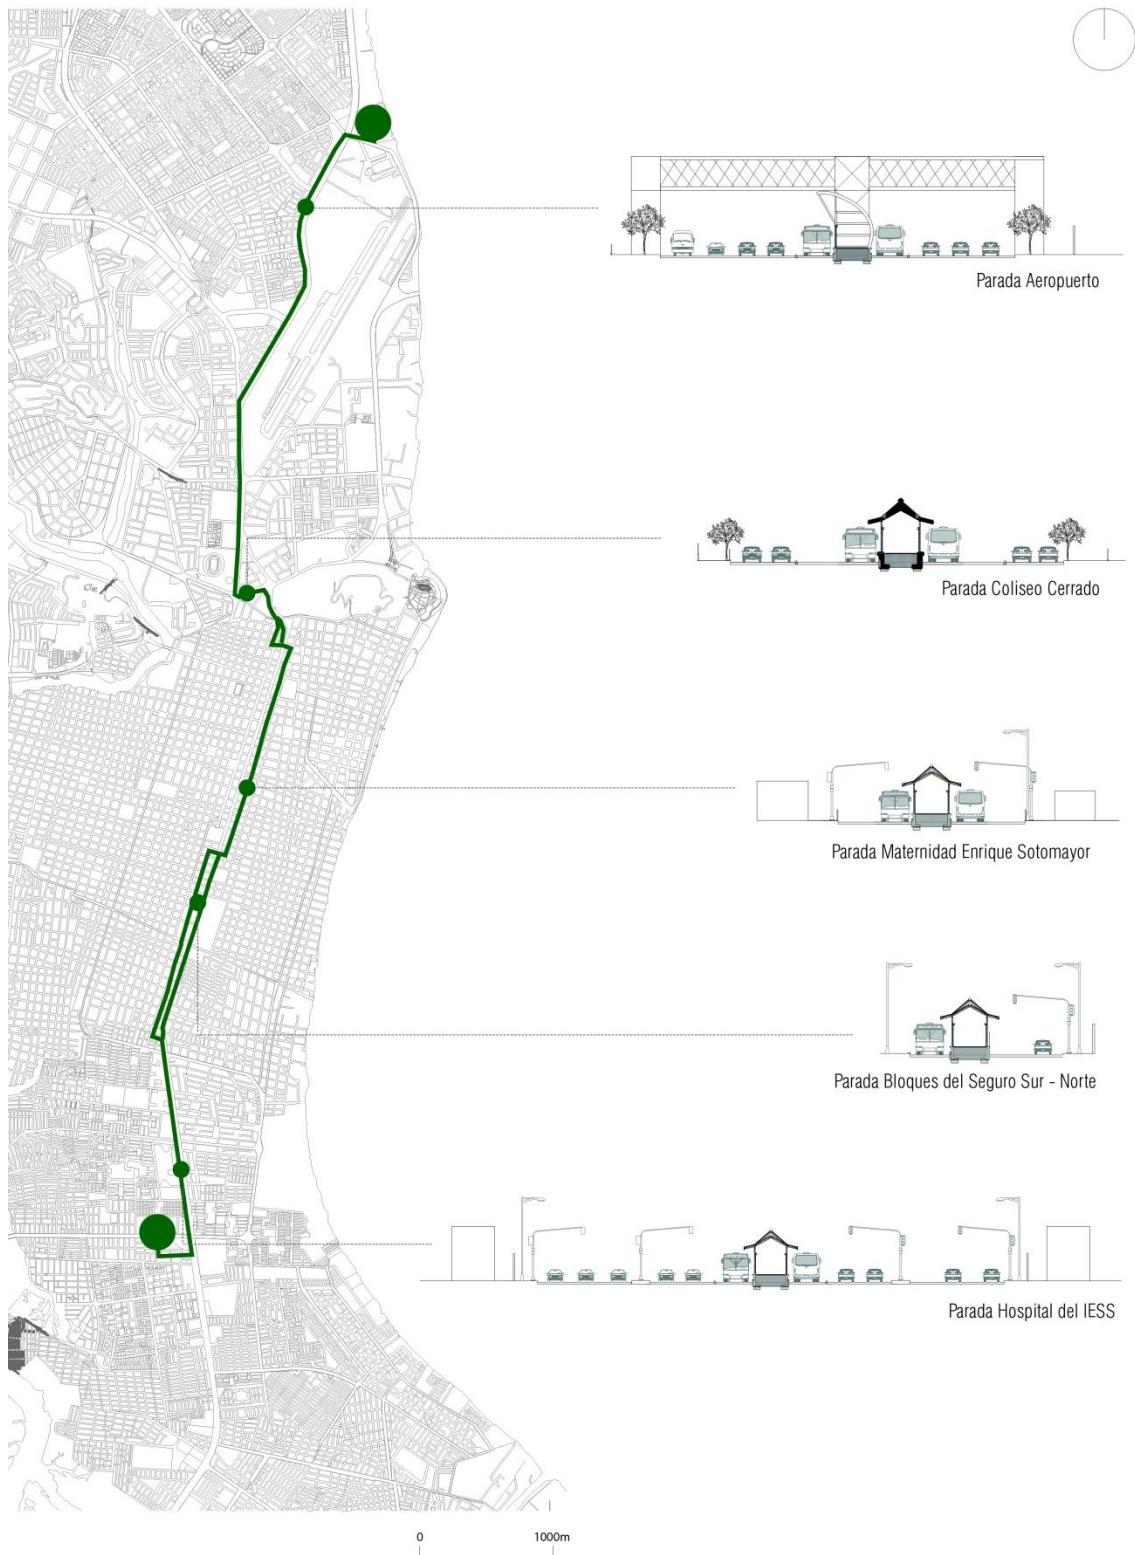 Parada Aeropuerto
Parada Coliseo Cerrado
Parada Maternidad Enrique Sotomayor
Parada Bloques del Seguro Sur - Norte
Parada Hospital del IESS
0 1000m